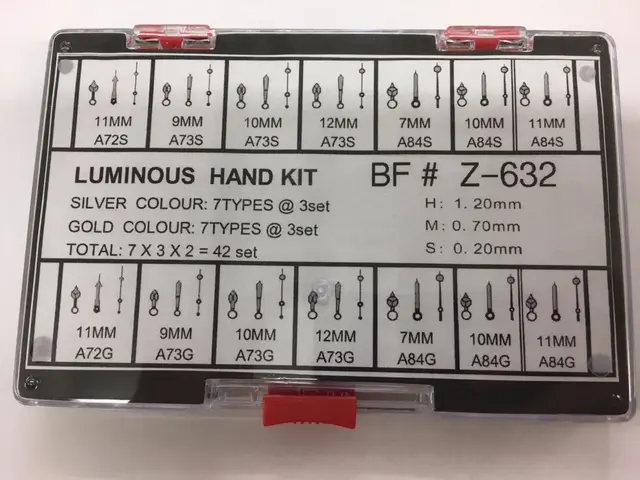 11MM 9MM 10MM 12MM 7MM 10MM 11MM
A72S A73S A73S A73S A84S A84S A84S
LUMINOUS HAND KIT BF # Z-632
SILVER COLOUR: 7TYPES @ 3set H: 1.20mm
GOLD COLOUR: 7TYPES @ 3set M: 0.70mm
TOTAL: 7 X 3 X 2 = 42 set S: 0.20mm
11MM 9MM 10MM 12MM 7MM 10MM 11MM
A72G A73G A73G A73G A84G A84G A84G